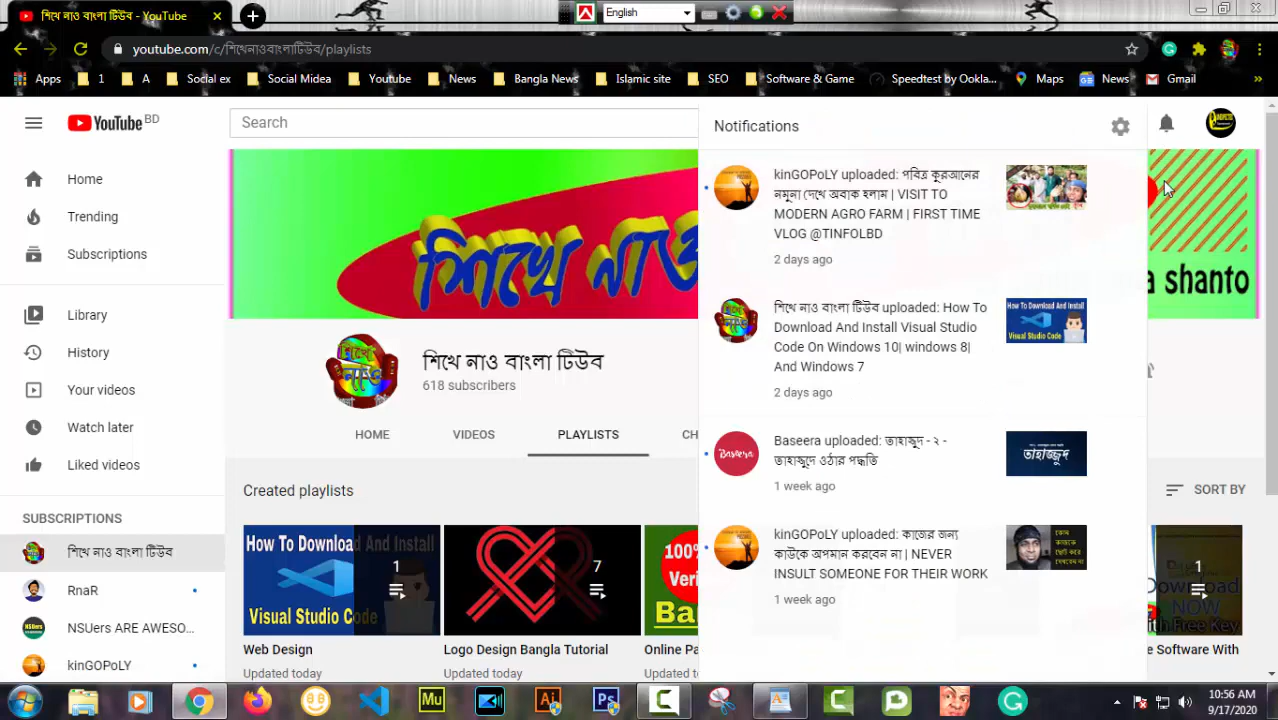 শিখে নাও বাংলা টিউব - YouTube
English
youtube.com/c/শিখেনাওবাংলাটিউব/playlists
Apps 1 A Socïal ex Social Midea Youtube News Bangla News Islamic site SEO Software & Game Speedtest by Ookla... Maps News Gmail »
YouTube BD
Search
Home
Trending
Subscriptions
Library
History
Your videos
Watch later
Liked videos
SUBSCRIPTIONS
শিখে নাও বাংলা টিউব
RnaR
NSUers ARE AWESO...
kinGOPoLY
শিখে নাও
a shanto
শিখে নাও বাংলা টিউব
618 subscribers
HOME VIDEOS PLAYLISTS CH
Created playlists
SORT BY
How To Download And Install
Visual Studio Code
1
Web Design
Updated today
7
Logo Design Bangla Tutorial
Updated today
100%
Veri
Ba
Online Pa
Updated today
Download
NOW
ith Free Key
1
e Software With
Notifications
kinGOPoLY uploaded: পবিত্র কুরআনের
নমুনা দেখে অবাক হলাম | VISIT TO
MODERN AGRO FARM | FIRST TIME
VLOG @TINFOLBD
2 days ago
শিখে নাও বাংলা টিউব uploaded: How To
Download And Install Visual Studio
Code On Windows 10| windows 8|
And Windows 7
2 days ago
How To Download And Install
Visual Studio Code
Baseera uploaded: তাহাজ্জুদ - ২ -
তাহাজ্জুদে ওঠার পদ্ধতি
1 week ago
Baseera
তাহাজ্জুদ
kinGOPoLY uploaded: কাজের জন্য
কাউকে অপমান করবেন না | NEVER
INSULT SOMEONE FOR THEIR WORK
1 week ago
Mu Ai Ps
10:56 AM
9/17/2020